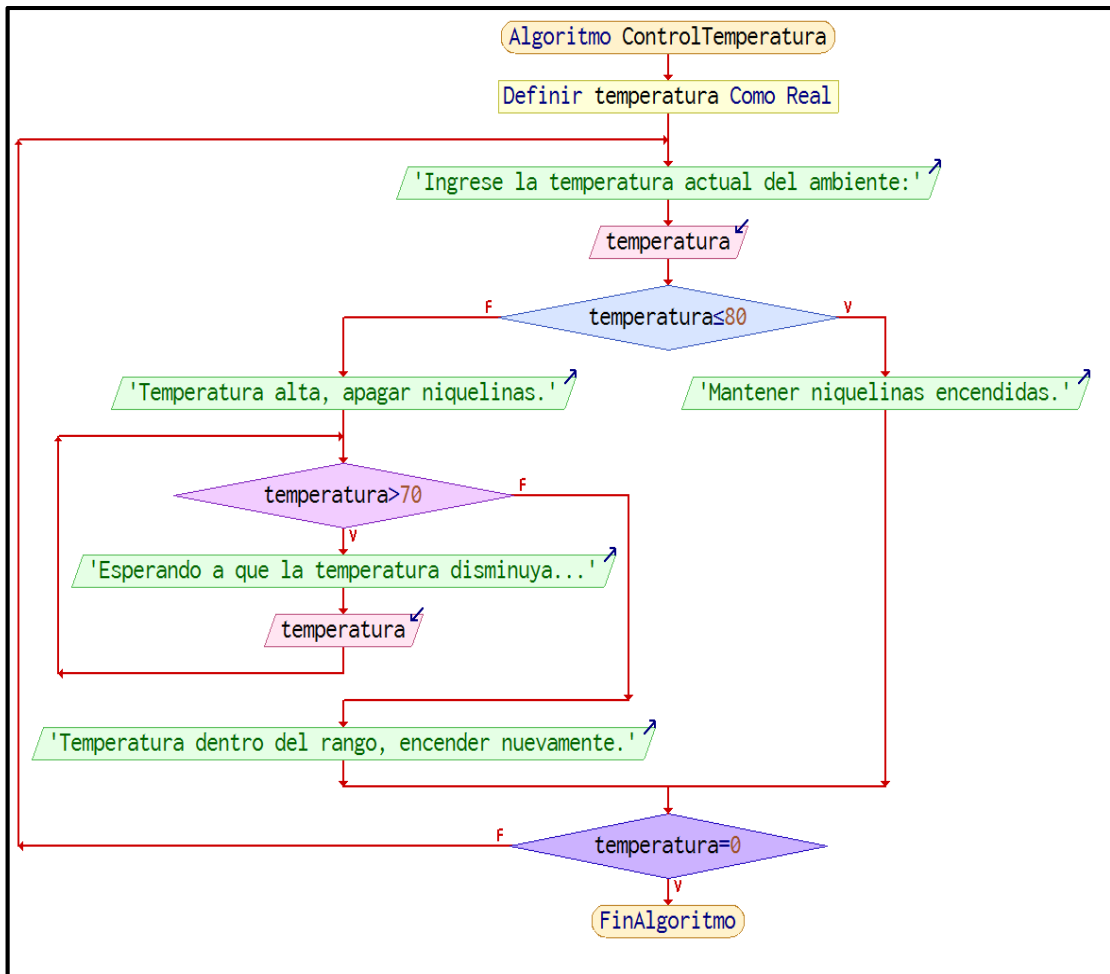 Algoritmo ControlTemperatura
Definir temperatura Como Real
'Ingrese la temperatura actual del ambiente:'
temperatura
temperatura≤80
F
V
'Temperatura alta, apagar niquelinas.'
'Mantener niquelinas encendidas.'
temperatura>70
F
V
'Esperando a que la temperatura disminuya...'
temperatura
'Temperatura dentro del rango, encender nuevamente.'
temperatura=0
F
V
FinAlgoritmo